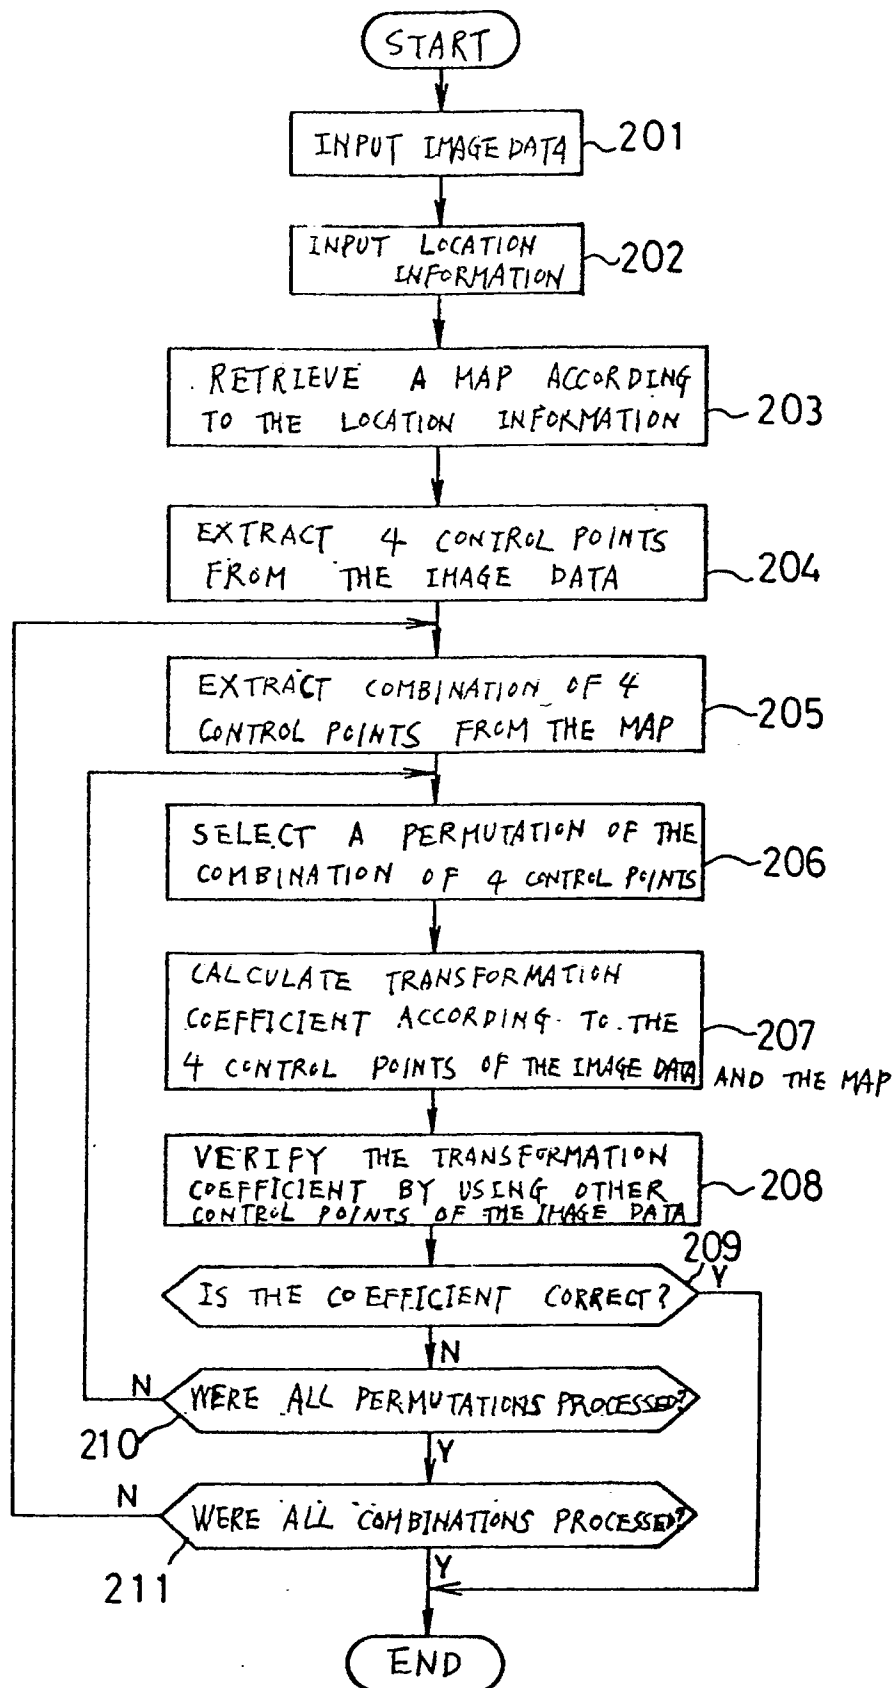 START
INPUT IMAGE DATA
201
INPUT LOCATION
INFORMATION
202
RETRIEVE A MAP ACCORDING
TO THE LOCATION INFORMATION
203
EXTRACT 4 CONTROL POINTS
FROM THE IMAGE DATA
204
EXTRACT COMBINATION OF 4
CONTROL POINTS FROM THE MAP
205
SELECT A PERMUTATION OF THE
COMBINATION OF 4 CONTROL POINTS
206
CALCULATE TRANSFORMATION
COEFFICIENT ACCORDING TO THE
207
4 CONTROL POINTS OF THE IMAGE DATA AND THE MAP
VERIFY THE TRANSFORMATION
COEFFICIENT BY USING OTHER
CONTROL POINTS OF THE IMAGE DATA
208
209
IS THE COEFFICIENT CORRECT?
Y
N
WERE ALL PERMUTATIONS PROCESSED?
N
210
Y
WERE ALL COMBINATIONS PROCESSED?
N
211
Y
END